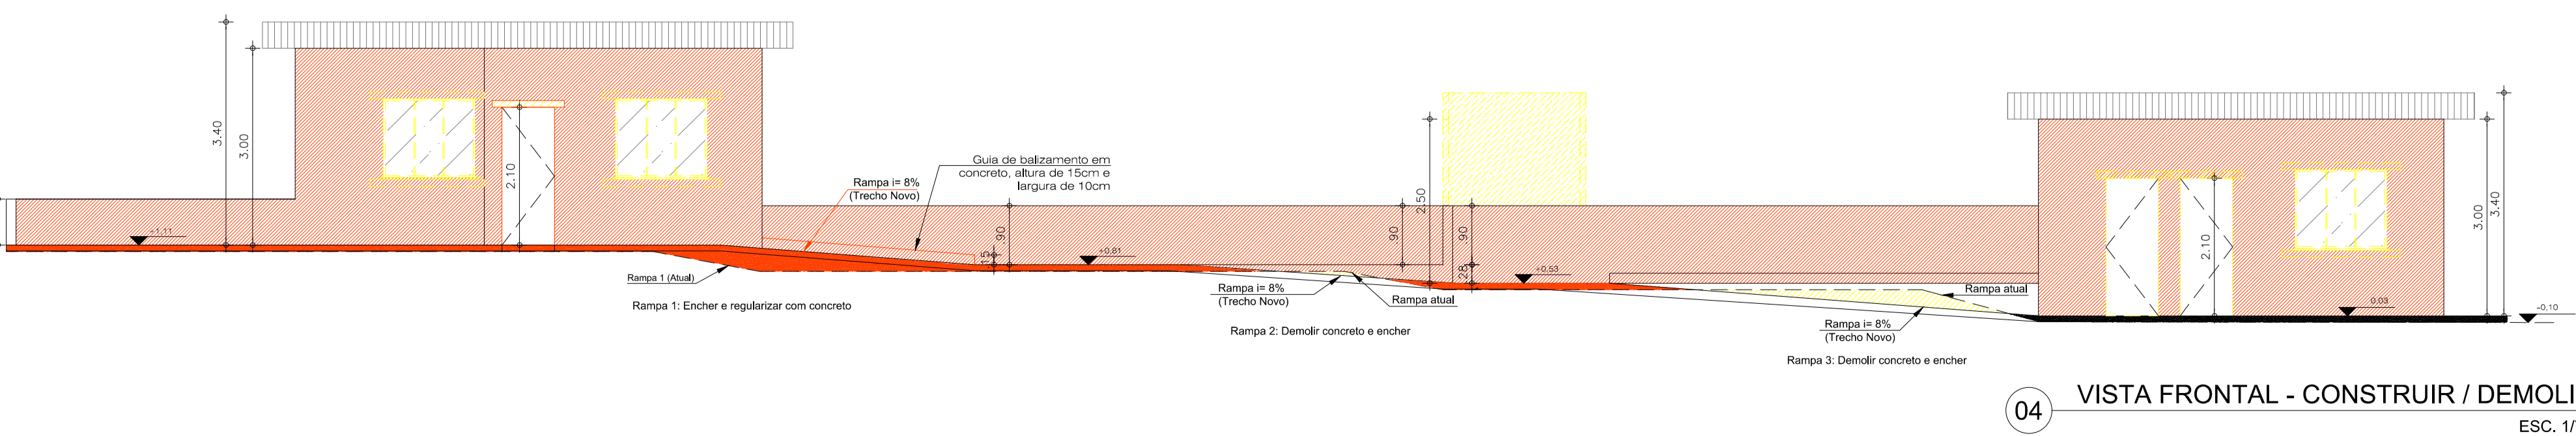 3.40
3.00
2.10
+1,11
Rampa i= 8%
(Trecho Novo)
Guia de balizamento em
concreto, altura de 15cm e
largura de 10cm
Rampa 1 (Atual)
Rampa 1: Encher e regularizar com concreto
.15
.90
+0,81
Rampa i= 8%
(Trecho Novo)
Rampa atual
Rampa 2: Demolir concreto e encher
.90
2.50
.90
.28
+0,53
Rampa i= 8%
(Trecho Novo)
Rampa atual
Rampa 3: Demolir concreto e encher
2.10
0,03
3.00
3.40
-0,10
04
VISTA FRONTAL - CONSTRUIR / DEMOLI
ESC. 1/